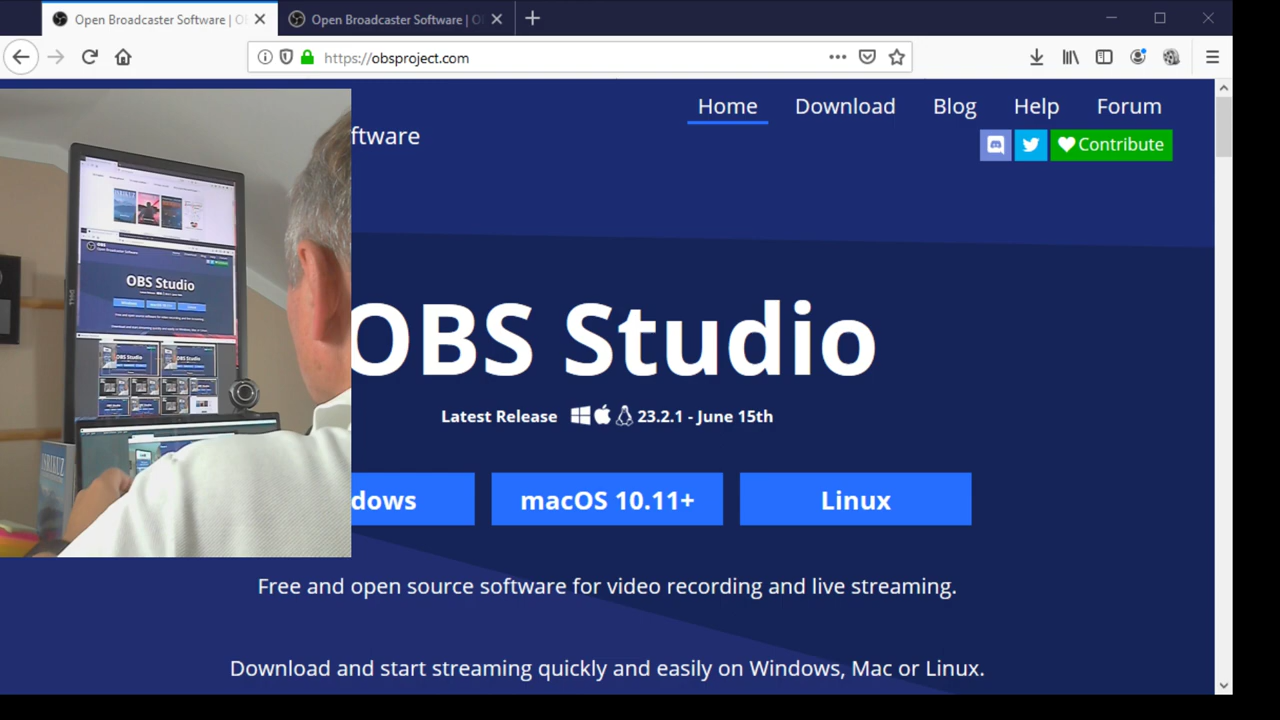 Open Broadcaster Software | O
Open Broadcaster Software | O
https://obsproject.com
Home Download Blog Help Forum
ftware
Contribute
OBS Studio
OBS Studio
Latest Release 23.2.1 - June 15th
dows macOS 10.11+ Linux
Free and open source software for video recording and live streaming.
Download and start streaming quickly and easily on Windows, Mac or Linux.